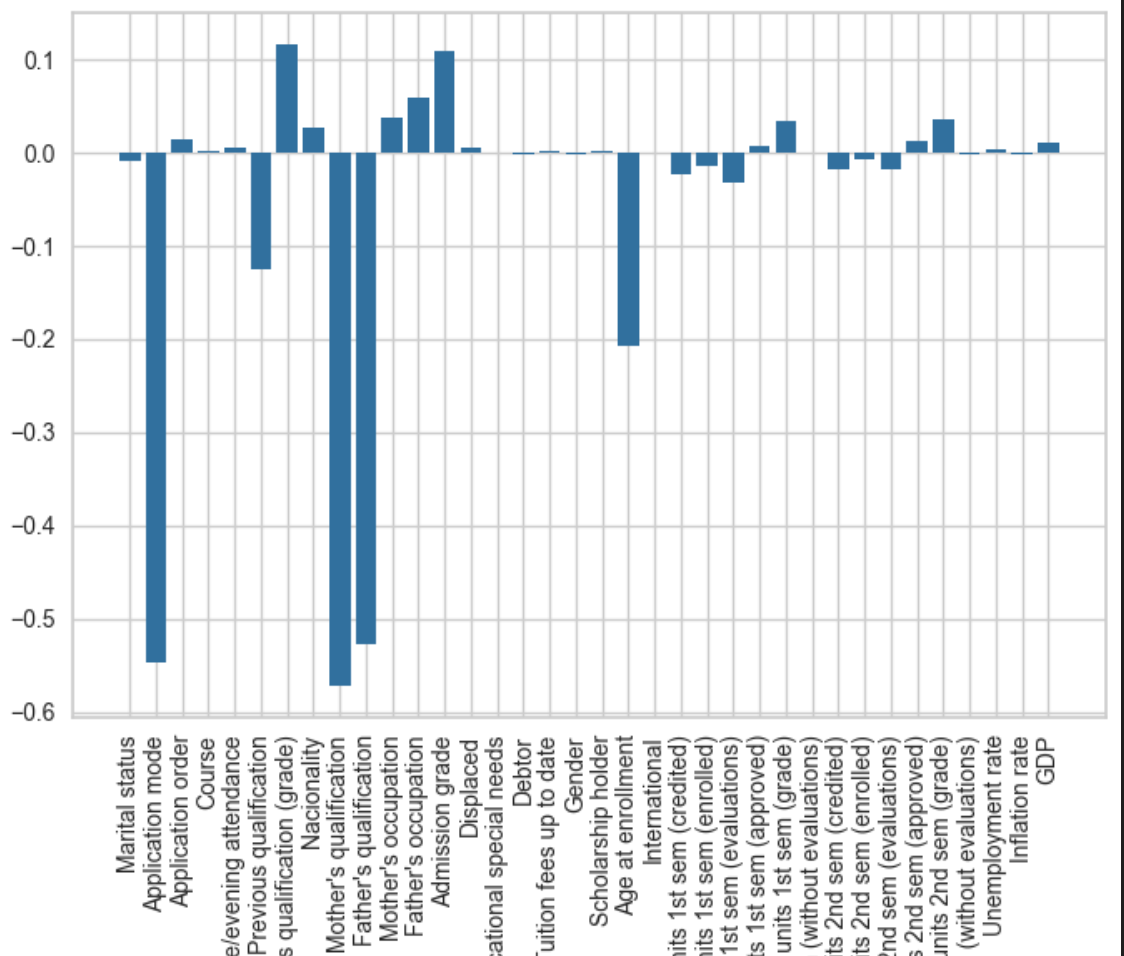 0.1
0.0
−0.1
−0.2
−0.3
−0.4
−0.5
−0.6
Marital status
Application mode
Application order
Course
e/evening attendance
Previous qualification
s qualification (grade)
Nacionality
Mother's qualification
Father's qualification
Mother's occupation
Father's occupation
Admission grade
Displaced
cational special needs
Debtor
Tuition fees up to date
Gender
Scholarship holder
Age at enrollment
International
nits 1st sem (credited)
nits 1st sem (enrolled)
1st sem (evaluations)
ts 1st sem (approved)
units 1st sem (grade)
(without evaluations)
its 2nd sem (credited)
its 2nd sem (enrolled)
2nd sem (evaluations)
s 2nd sem (approved)
units 2nd sem (grade)
(without evaluations)
Unemployment rate
Inflation rate
GDP